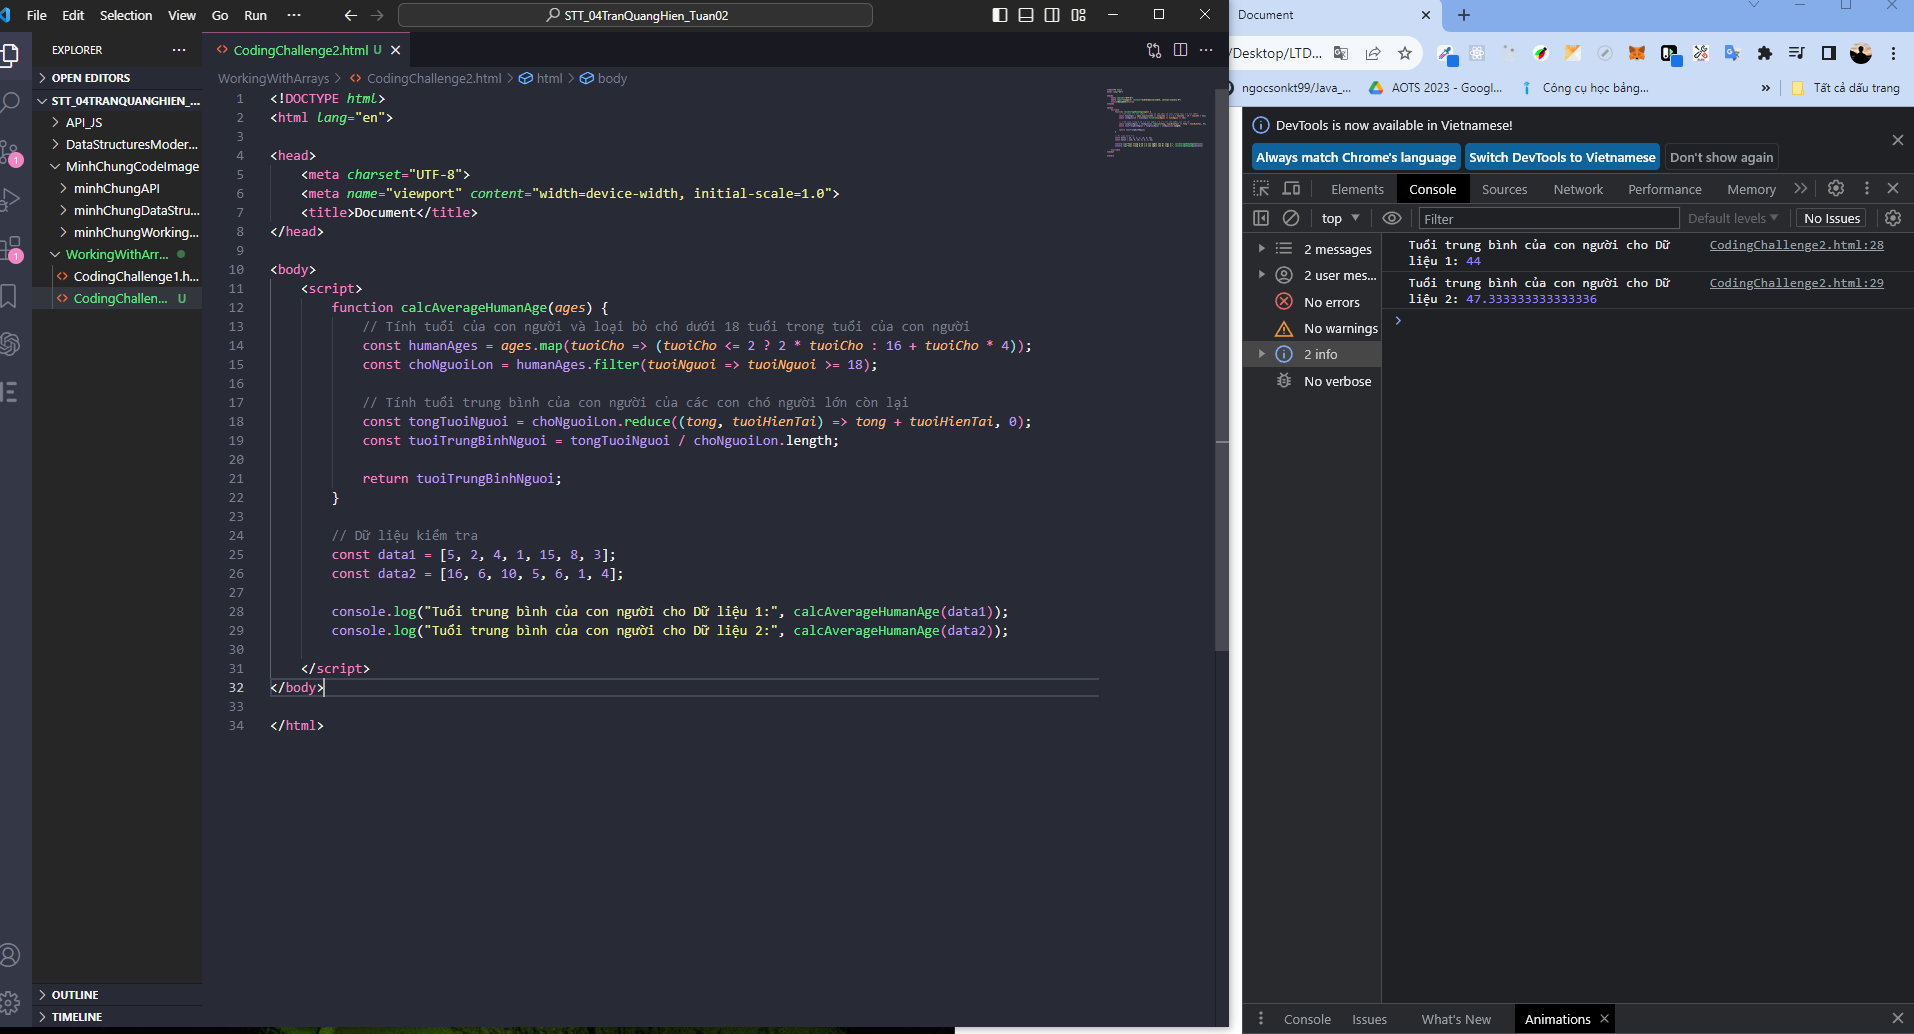 File Edit Selection View Go Run ··· STT_04TranQuangHien_Tuan02
EXPLORER ···
OPEN EDITORS
STT_04TRANQUANGHIEN_...
API_JS
DataStructuresModer...
MinhChungCodeImage
minhChungAPI
minhChungDataStru...
minhChungWorking...
WorkingWithArr...
CodingChallenge1.h...
CodingChallen... U
OUTLINE
TIMELINE
CodingChallenge2.html U
WorkingWithArrays > CodingChallenge2.html > html > body
1 <!DOCTYPE html>
2 <html lang="en">
3
4 <head>
5 <meta charset="UTF-8">
6 <meta name="viewport" content="width=device-width, initial-scale=1.0">
7 <title>Document</title>
8 </head>
9
10 <body>
11 <script>
12 function calcAverageHumanAge(ages) {
13 // Tính tuổi của con người và loại bỏ chó dưới 18 tuổi trong tuổi của con người
14 const humanAges = ages.map(tuoiCho => (tuoiCho <= 2 ? 2 * tuoiCho : 16 + tuoiCho * 4));
15 const choNguoiLon = humanAges.filter(tuoiNguoi => tuoiNguoi >= 18);
16
17 // Tính tuổi trung bình của con người của các con chó người lớn còn lại
18 const tongTuoiNguoi = choNguoiLon.reduce((tong, tuoiHienTai) => tong + tuoiHienTai, 0);
19 const tuoiTrungBinhNguoi = tongTuoiNguoi / choNguoiLon.length;
20
21 return tuoiTrungBinhNguoi;
22 }
23
24 // Dữ liệu kiểm tra
25 const data1 = [5, 2, 4, 1, 15, 8, 3];
26 const data2 = [16, 6, 10, 5, 6, 1, 4];
27
28 console.log("Tuổi trung bình của con người cho Dữ liệu 1:", calcAverageHumanAge(data1));
29 console.log("Tuổi trung bình của con người cho Dữ liệu 2:", calcAverageHumanAge(data2));
30
31 </script>
32 </body>
33
34 </html>
1
1
Document
/Desktop/LTD...
ngocsonkt99/Java_... AOTS 2023 - Googl... Công cụ học bảng... » Tất cả dấu trang
DevTools is now available in Vietnamese!
Always match Chrome's language Switch DevTools to Vietnamese Don't show again
Elements Console Sources Network Performance Memory
top Filter Default levels No Issues
2 messages
2 user mes...
No errors
No warnings
2 info
No verbose
Tuổi trung bình của con người cho Dữ CodingChallenge2.html:28
liệu 1: 44
Tuổi trung bình của con người cho Dữ CodingChallenge2.html:29
liệu 2: 47.333333333333336
Console Issues What's New Animations